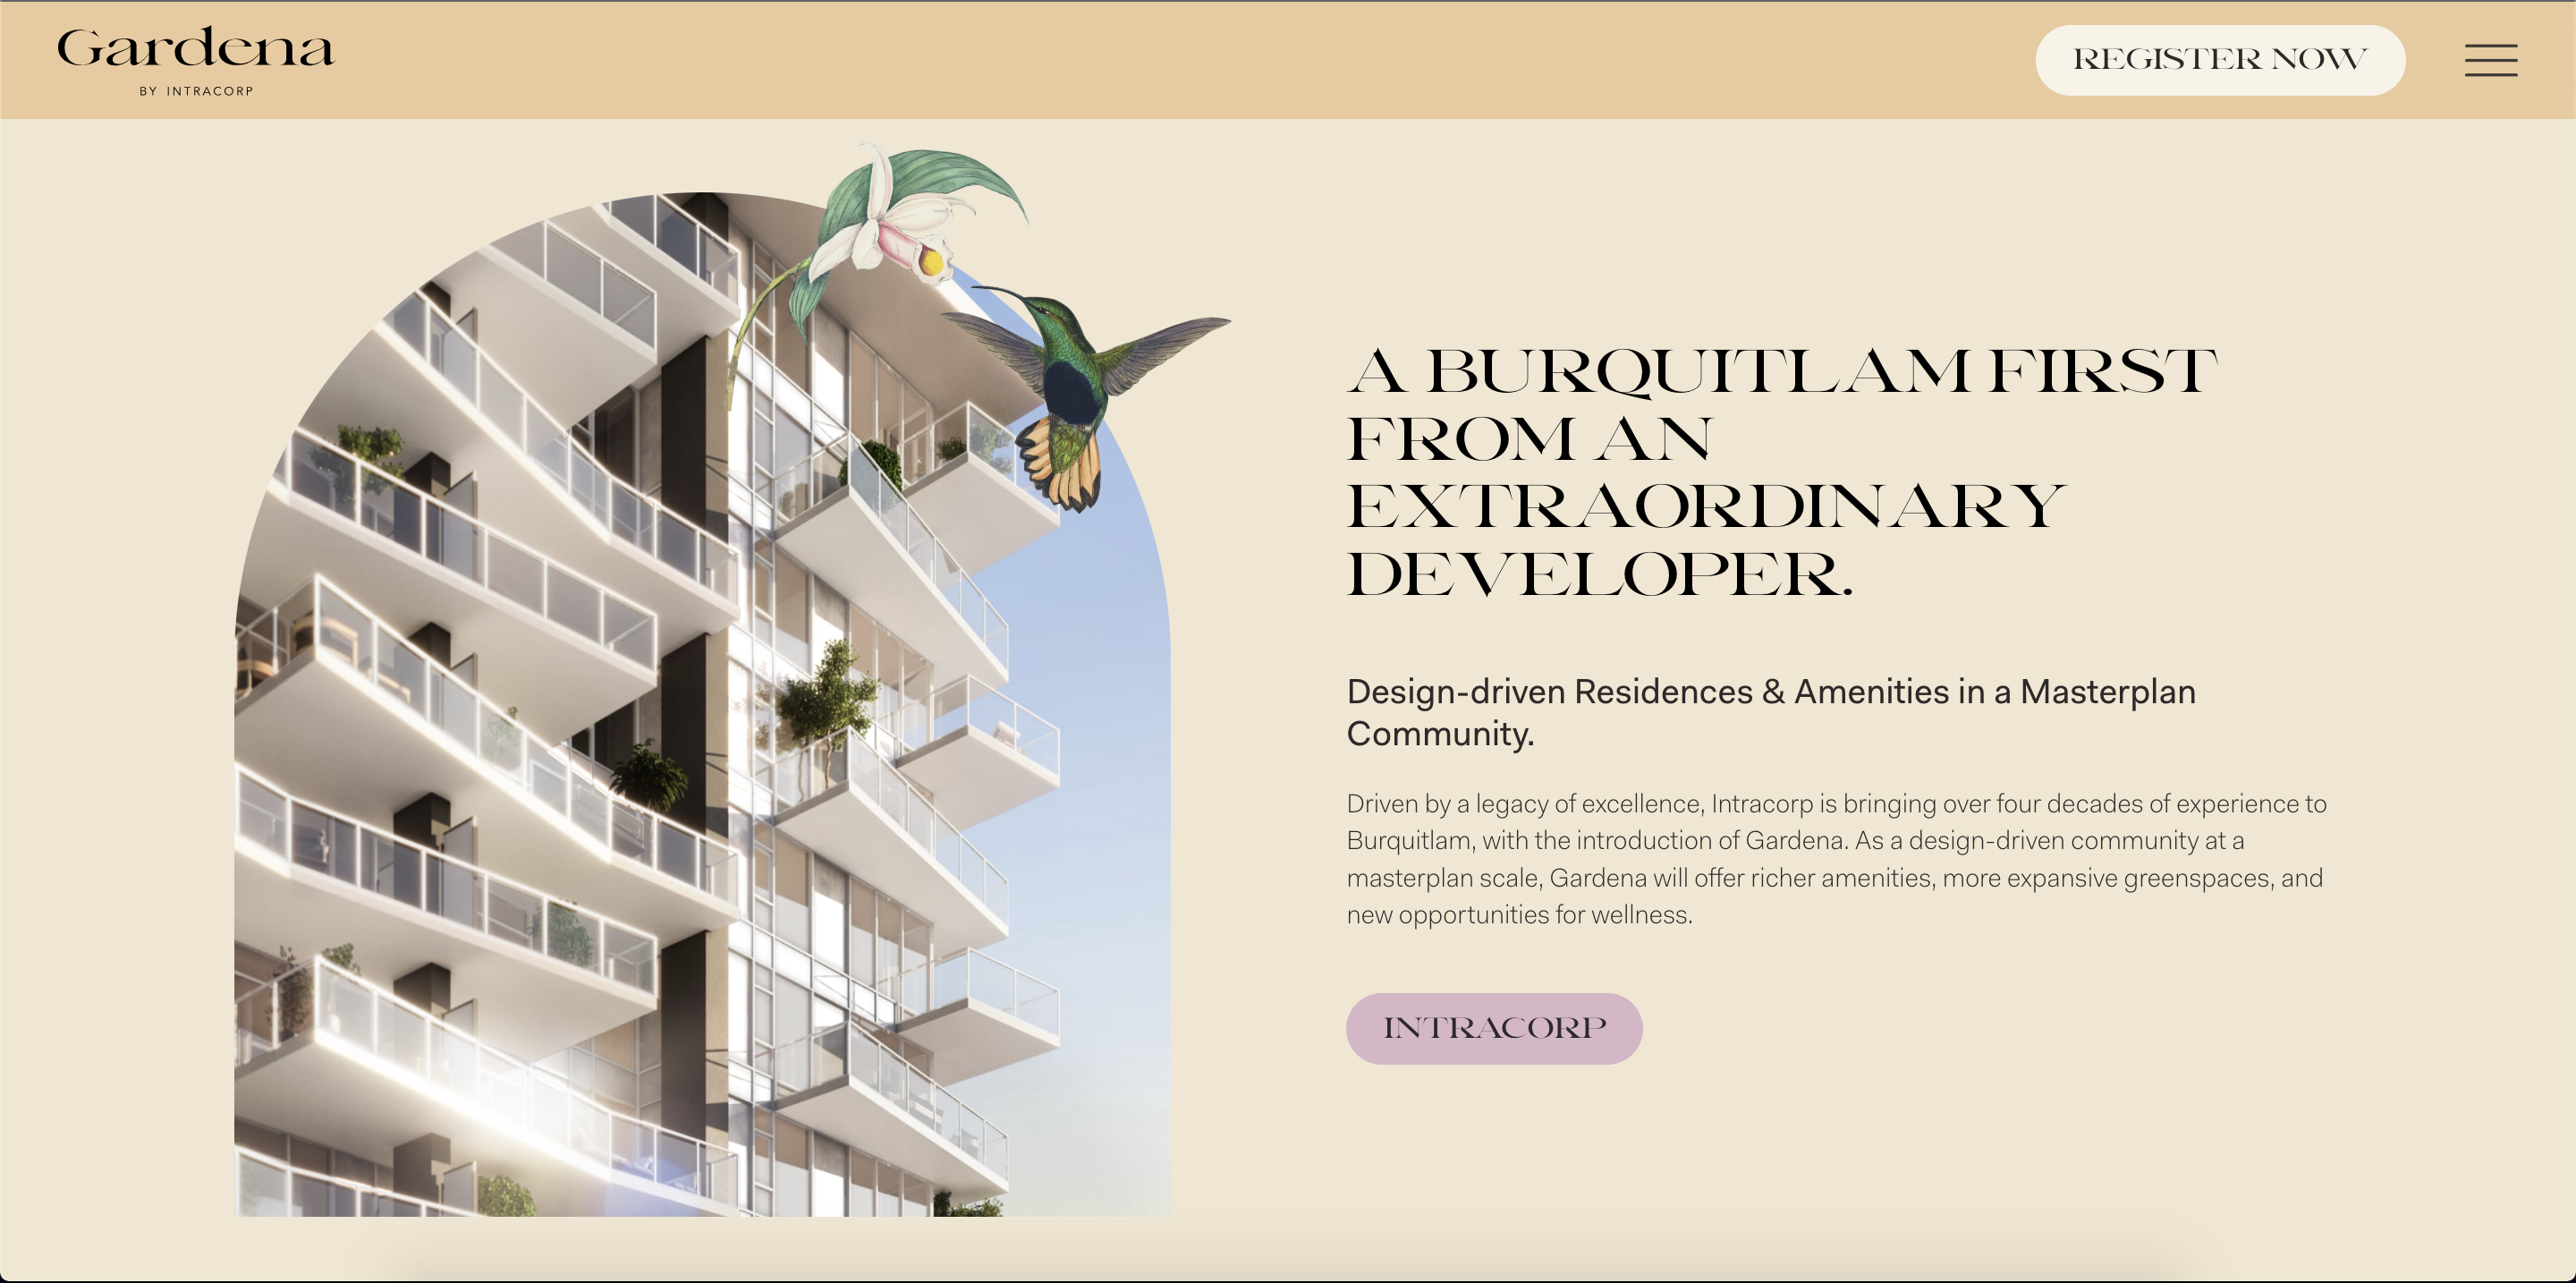 Gardena
BY INTRACORP
REGISTER NOW
A BURQUITLAM FIRST
FROM AN
EXTRAORDINARY
DEVELOPER.
Design-driven Residences & Amenities in a Masterplan
Community.
Driven by a legacy of excellence, Intracorp is bringing over four decades of experience to
Burquitlam, with the introduction of Gardena. As a design-driven community at a
masterplan scale, Gardena will offer richer amenities, more expansive greenspaces, and
new opportunities for wellness.
INTRACORP